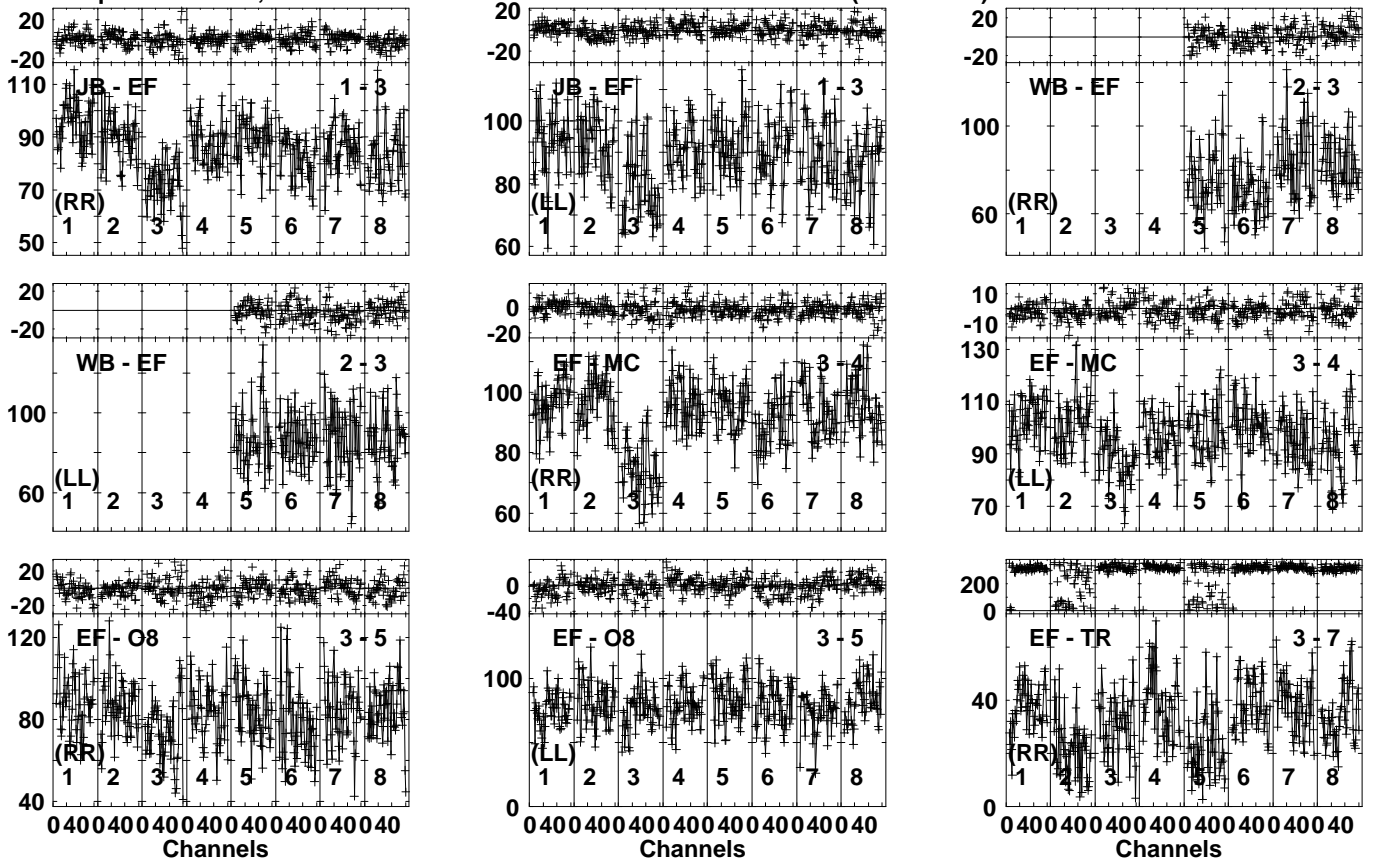 20
-20
JB - EF 1 - 3
110
90
70
50
(RR)
1 2 3 4 5 6 7 8
20
-20
JB - EF 1 - 3
100
80
60
(LL)
1 2 3 4 5 6 7 8
20
-20
WB - EF 2 - 3
100
60
(RR)
1 2 3 4 5 6 7 8
20
-20
WB - EF 2 - 3
100
60
(LL)
1 2 3 4 5 6 7 8
0
-20
EF - MC 3 - 4
100
80
60
(RR)
1 2 3 4 5 6 7 8
10
-10
EF - MC 3 - 4
130
110
90
70
(LL)
1 2 3 4 5 6 7 8
20
-20
EF - O8 3 - 5
120
80
40
(RR)
1 2 3 4 5 6 7 8
0 40 0 40 0 40 0 40 0 40 0 40 0 40 0 40
Channels
0
-40
EF - O8 3 - 5
100
0
(LL)
1 2 3 4 5 6 7 8
0 40 0 40 0 40 0 40 0 40 0 40 0 40 0 40
Channels
200
0
EF - TR 3 - 7
40
0
(RR)
1 2 3 4 5 6 7 8
0 40 0 40 0 40 0 40 0 40 0 40 0 40 0 40
Channels